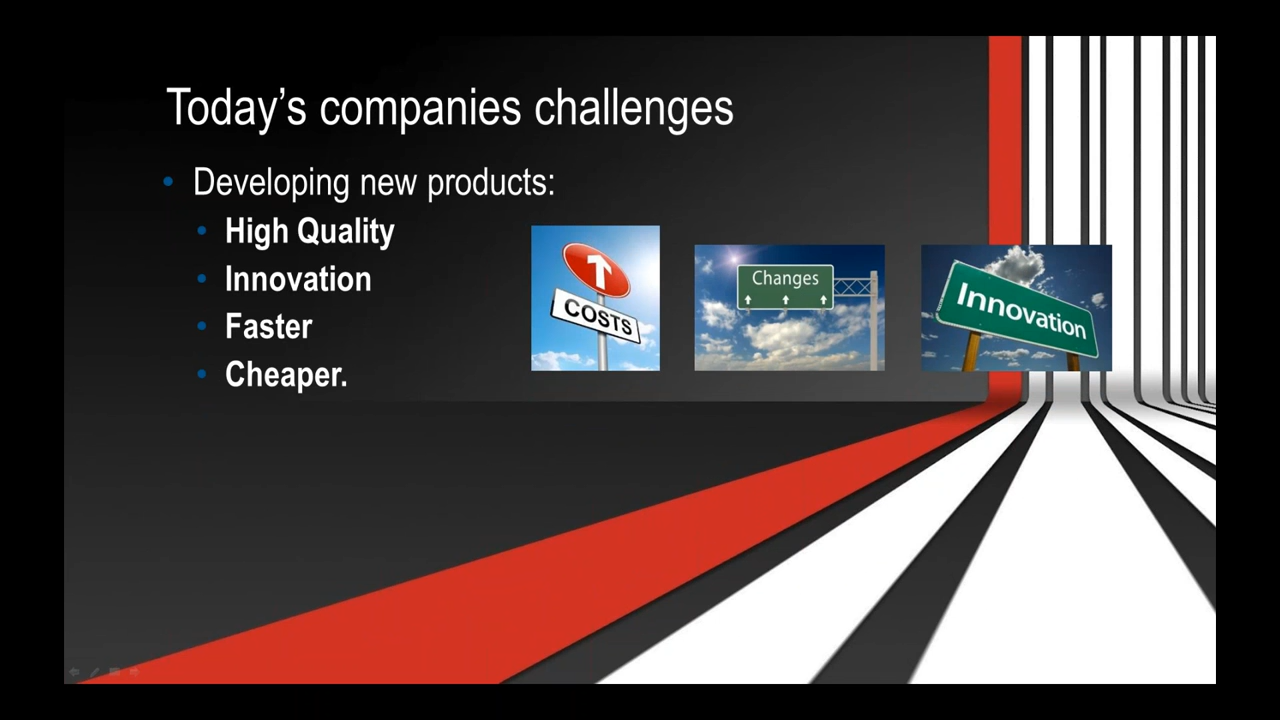 Today’s companies challenges
• Developing new products:
• High Quality
• Innovation
• Faster
• Cheaper.
COSTS
Changes
Innovation